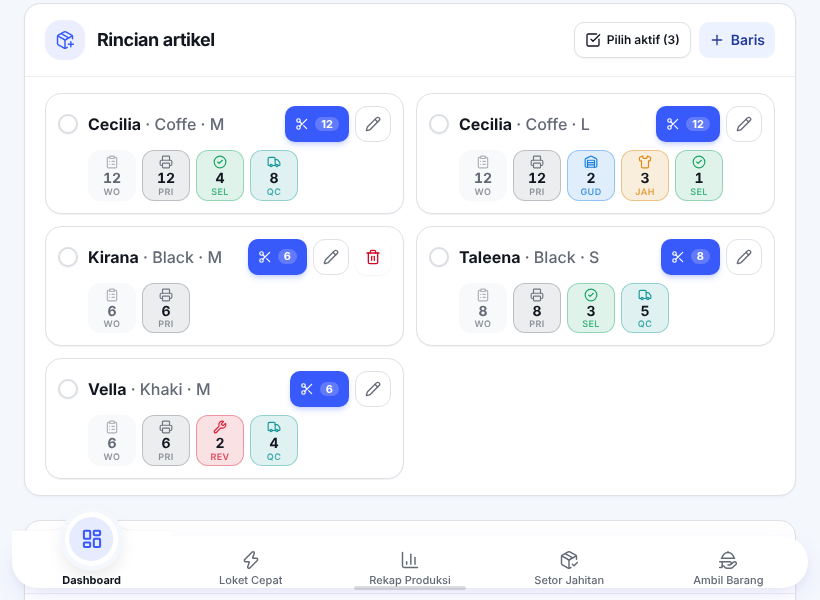 Rincian artikel
Pilih aktif (3)
Baris
Cecilia · Coffe · M
12
12 WO
12 PRI
4 SEL
8 QC
Cecilia · Coffe · L
12
12 WO
12 PRI
2 GUD
3 JAH
1 SEL
Kirana · Black · M
6
6 WO
6 PRI
Taleena · Black · S
8
8 WO
8 PRI
3 SEL
5 QC
Vella · Khaki · M
6
6 WO
6 PRI
2 REV
4 QC
Dashboard
Loket Cepat
Rekap Produksi
Setor Jahitan
Ambil Barang